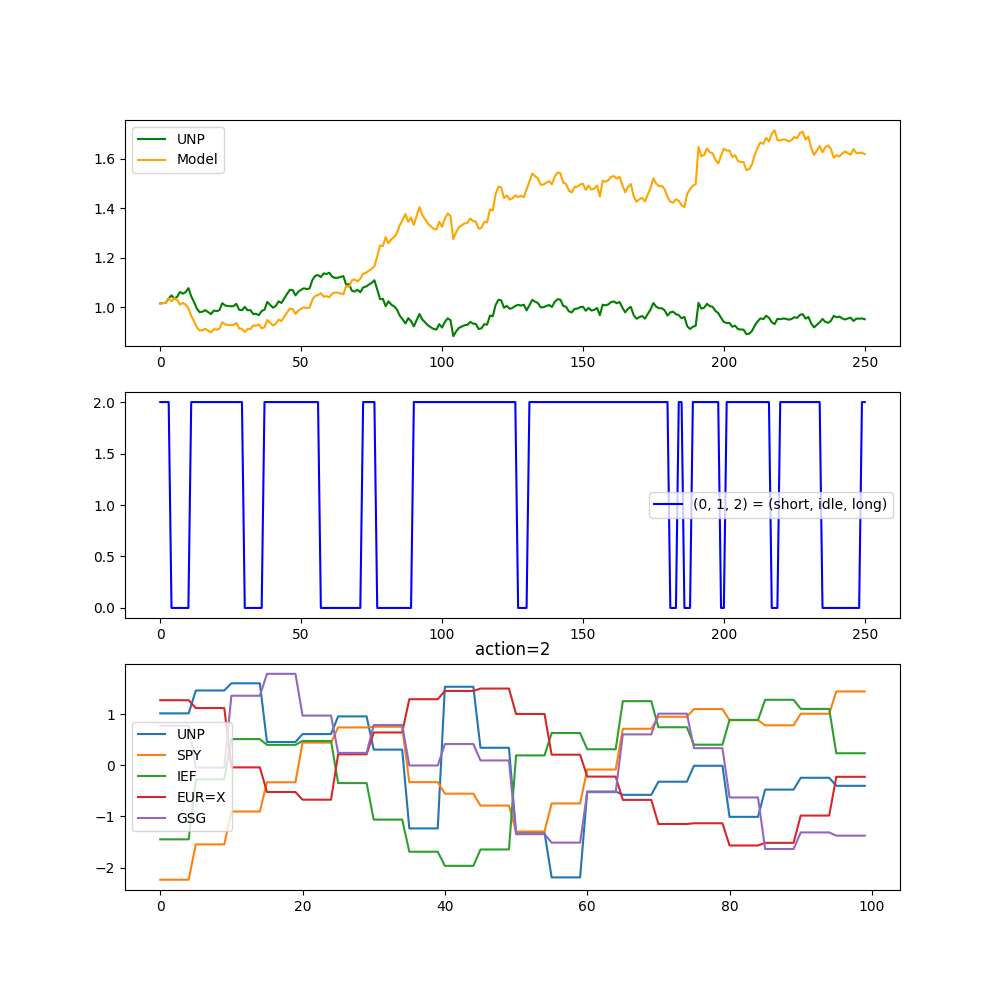 UNP
Model
1.6
1.4
1.2
1.0
0 50 100 150 200 250
2.0
1.5
1.0
0.5
0.0
(0, 1, 2) = (short, idle, long)
0 50 100 150 200 250
action=2
1
0
−1
−2
UNP
SPY
IEF
EUR=X
GSG
0 20 40 60 80 100